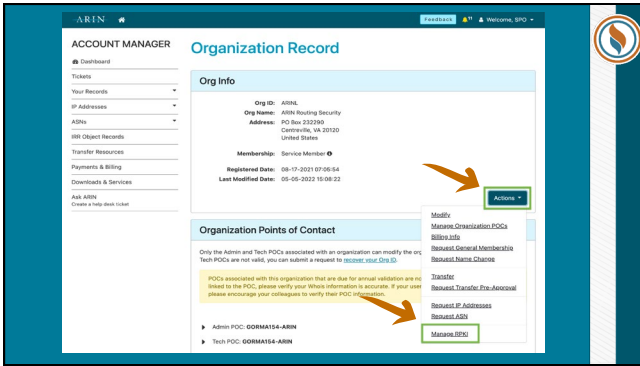 ARIN
Feedback
11
Welcome, SPO
ACCOUNT MANAGER
Dashboard
Tickets
Your Records
IP Addresses
ASNs
IRR Object Records
Transfer Resources
Payments & Billing
Downloads & Services
Ask ARIN
Create a help desk ticket
Organization Record
Org Info
Org ID: ARINL
Org Name: ARIN Routing Security
Address: PO Box 232290
Centreville, VA 20120
United States
Membership: Service Member
Registered Date: 08-17-2021 07:05:54
Last Modified Date: 05-05-2022 15:08:22
Actions
Modify
Manage Organization POCs
Billing Info
Request General Membership
Request Name Change
Transfer
Request Transfer Pre-Approval
Request IP Addresses
Request ASN
Manage RPKI
Organization Points of Contact
Only the Admin and Tech POCs associated with an organization can modify the org
Tech POCs are not valid, you can submit a request to recover your Org ID.
POCs associated with this organization that are due for annual validation are no
linked to the POC, please verify your Whois information is accurate. If your user
please encourage your colleagues to verify their POC information.
Admin POC: GORMA154-ARIN
Tech POC: GORMA154-ARIN